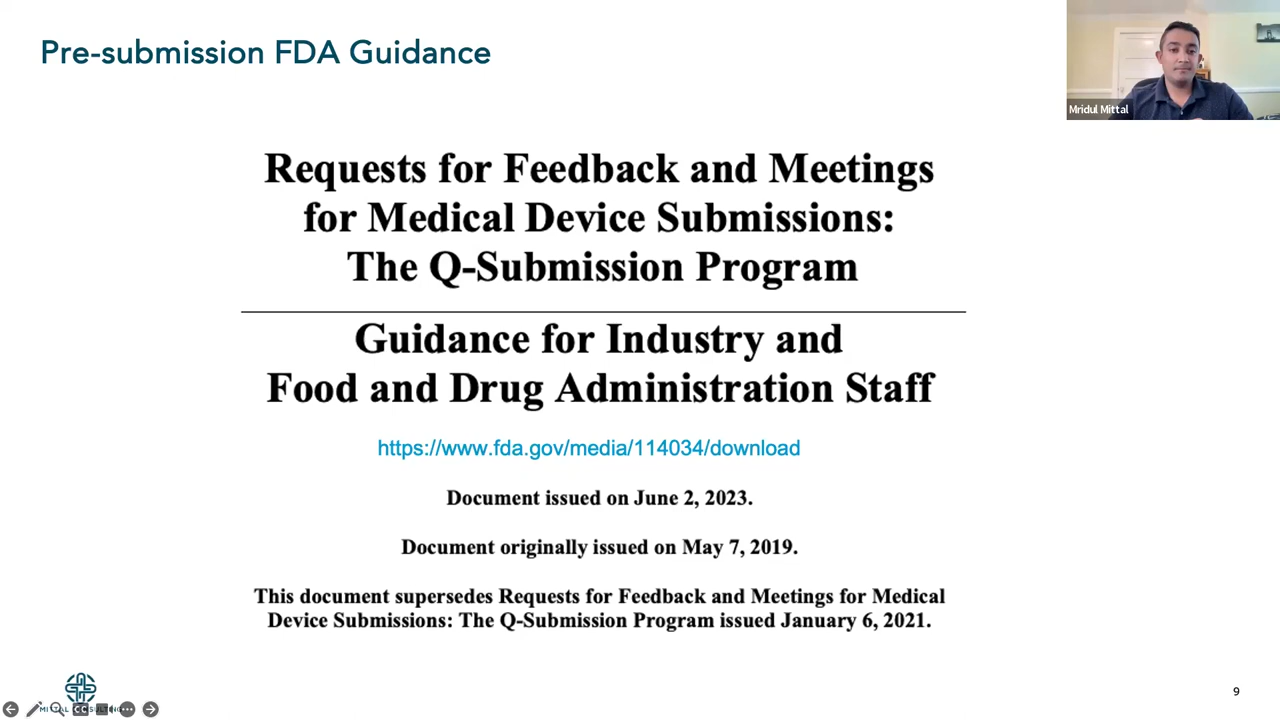 Pre-submission FDA Guidance
Mridul Mittal
Requests for Feedback and Meetings
for Medical Device Submissions:
The Q-Submission Program
Guidance for Industry and
Food and Drug Administration Staff
https://www.fda.gov/media/114034/download
Document issued on June 2, 2023.
Document originally issued on May 7, 2019.
This document supersedes Requests for Feedback and Meetings for Medical
Device Submissions: The Q-Submission Program issued January 6, 2021.
9